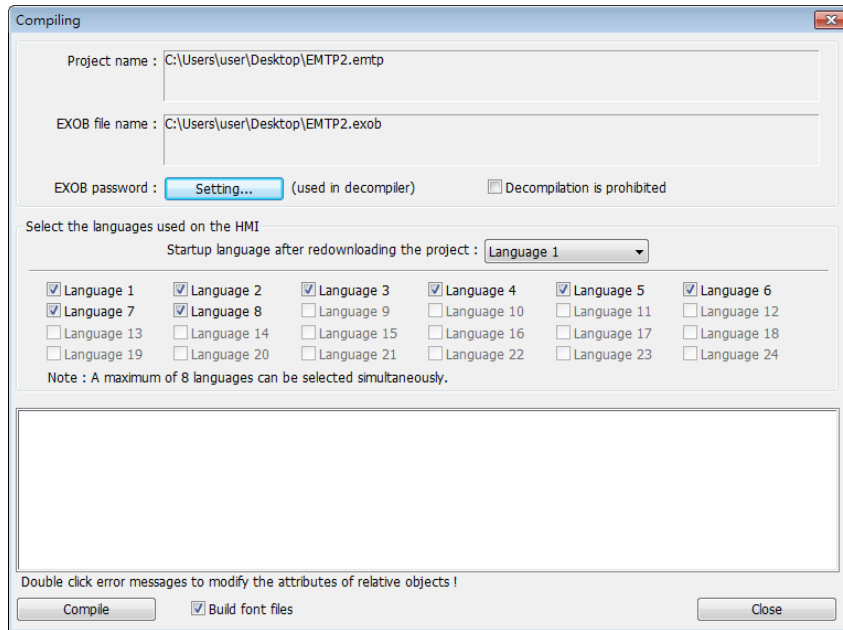 Compiling
Project name : C:\Users\user\Desktop\EMTP2.emtp
EXOB file name : C:\Users\user\Desktop\EMTP2.exob
EXOB password : Setting... (used in decompiler) Decompilation is prohibited
Select the languages used on the HMI
Startup language after redownloading the project : Language 1
Language 1 Language 2 Language 3 Language 4 Language 5 Language 6
Language 7 Language 8 Language 9 Language 10 Language 11 Language 12
Language 13 Language 14 Language 15 Language 16 Language 17 Language 18
Language 19 Language 20 Language 21 Language 22 Language 23 Language 24
Note : A maximum of 8 languages can be selected simultaneously.
Double click error messages to modify the attributes of relative objects !
Compile Build font files Close